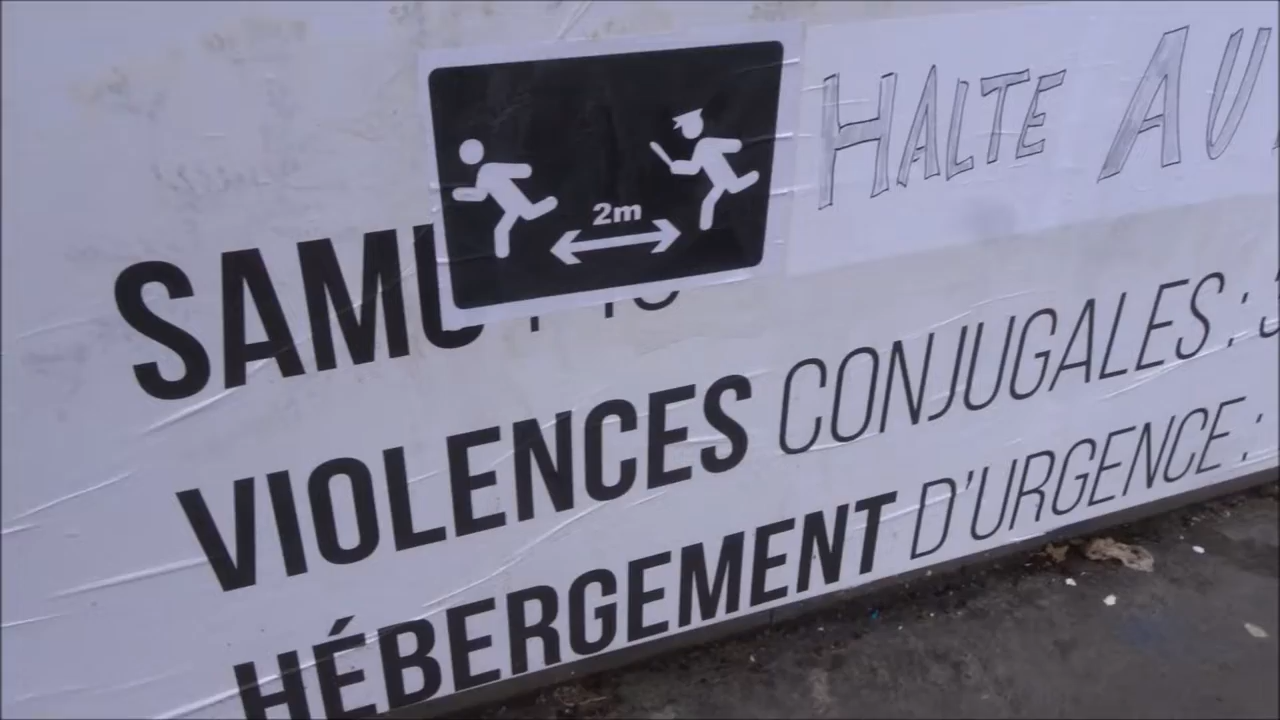 HALTE AU
2m
SAMU
VIOLENCES CONJUGALES :
HÉBERGEMENT D'URGENCE :